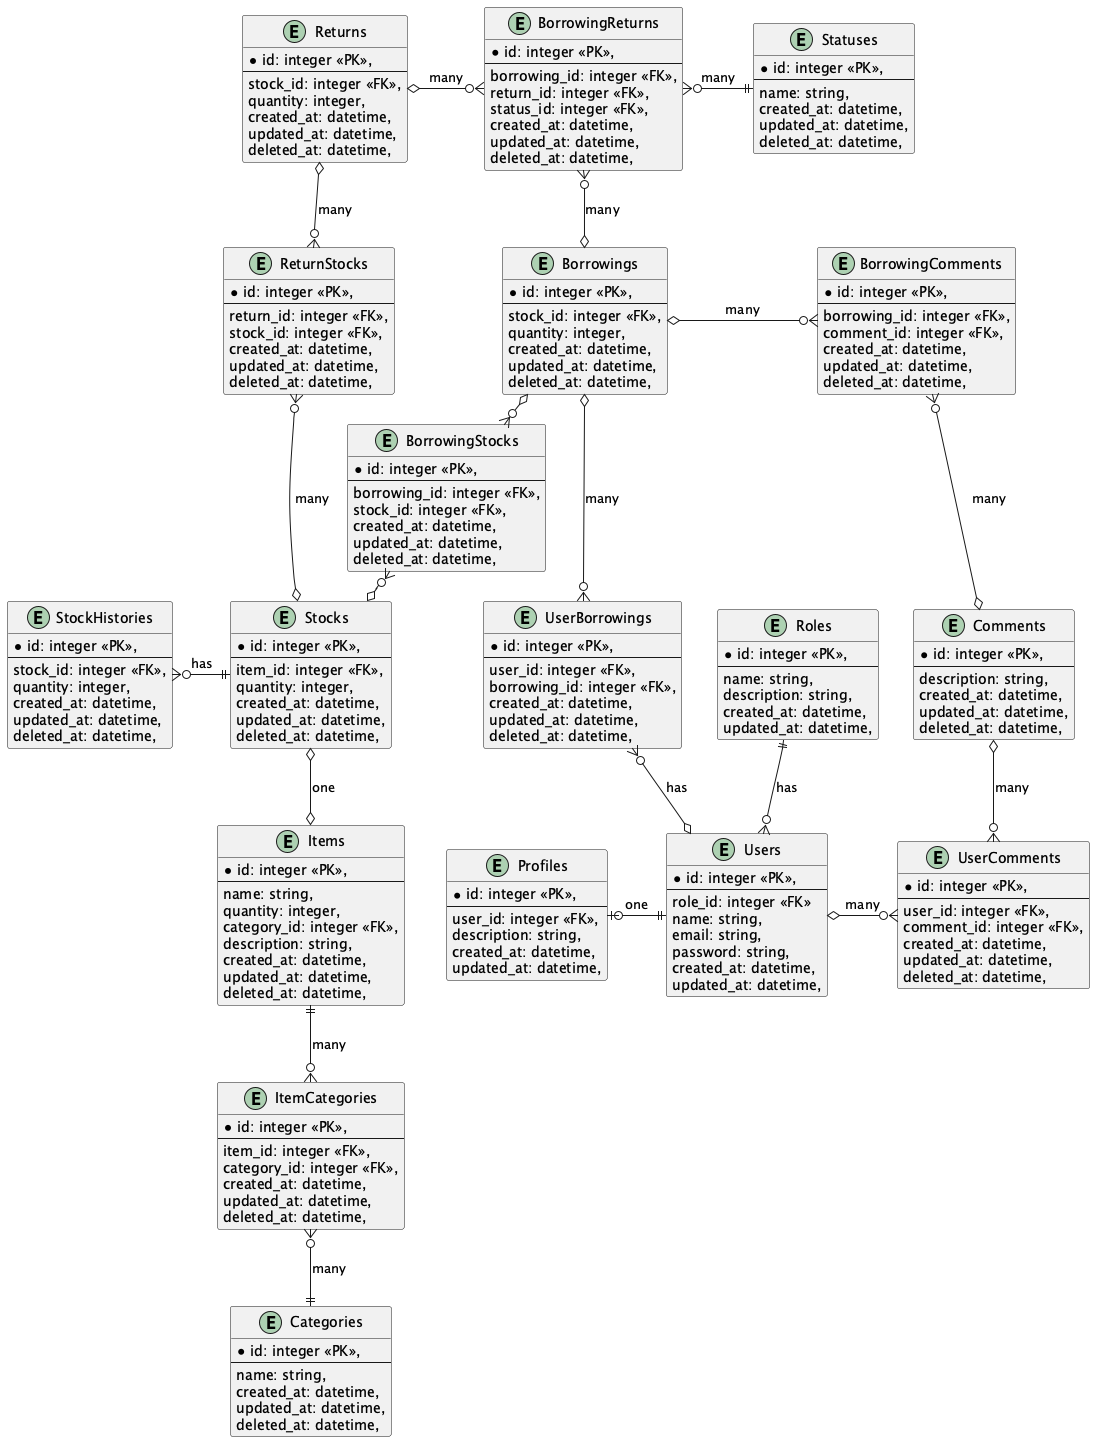 E Returns
* id: integer «PK»,
stock_id: integer «FK»,
quantity: integer,
created_at: datetime,
updated_at: datetime,
deleted_at: datetime,
many
E BorrowingReturns
* id: integer «PK»,
borrowing_id: integer «FK»,
return_id: integer «FK»,
status_id: integer «FK»,
created_at: datetime,
updated_at: datetime,
deleted_at: datetime,
many
E Statuses
* id: integer «PK»,
name: string,
created_at: datetime,
updated_at: datetime,
deleted_at: datetime,
many
many
E ReturnStocks
* id: integer «PK»,
return_id: integer «FK»,
stock_id: integer «FK»,
created_at: datetime,
updated_at: datetime,
deleted_at: datetime,
E Borrowings
* id: integer «PK»,
stock_id: integer «FK»,
quantity: integer,
created_at: datetime,
updated_at: datetime,
deleted_at: datetime,
many
E BorrowingComments
* id: integer «PK»,
borrowing_id: integer «FK»,
comment_id: integer «FK»,
created_at: datetime,
updated_at: datetime,
deleted_at: datetime,
E BorrowingStocks
* id: integer «PK»,
borrowing_id: integer «FK»,
stock_id: integer «FK»,
created_at: datetime,
updated_at: datetime,
deleted_at: datetime,
many
many
many
E StockHistories
* id: integer «PK»,
stock_id: integer «FK»,
quantity: integer,
created_at: datetime,
updated_at: datetime,
deleted_at: datetime,
has
E Stocks
* id: integer «PK»,
item_id: integer «FK»,
quantity: integer,
created_at: datetime,
updated_at: datetime,
deleted_at: datetime,
E UserBorrowings
* id: integer «PK»,
user_id: integer «FK»,
borrowing_id: integer «FK»,
created_at: datetime,
updated_at: datetime,
deleted_at: datetime,
E Roles
* id: integer «PK»,
name: string,
description: string,
created_at: datetime,
updated_at: datetime,
E Comments
* id: integer «PK»,
description: string,
created_at: datetime,
updated_at: datetime,
deleted_at: datetime,
one
has
has
many
E Items
* id: integer «PK»,
name: string,
quantity: integer,
category_id: integer «FK»,
description: string,
created_at: datetime,
updated_at: datetime,
deleted_at: datetime,
E Profiles
* id: integer «PK»,
user_id: integer «FK»,
description: string,
created_at: datetime,
updated_at: datetime,
one
E Users
* id: integer «PK»,
role_id: integer «FK»
name: string,
email: string,
password: string,
created_at: datetime,
updated_at: datetime,
many
E UserComments
* id: integer «PK»,
user_id: integer «FK»,
comment_id: integer «FK»,
created_at: datetime,
updated_at: datetime,
deleted_at: datetime,
many
E ItemCategories
* id: integer «PK»,
item_id: integer «FK»,
category_id: integer «FK»,
created_at: datetime,
updated_at: datetime,
deleted_at: datetime,
many
E Categories
* id: integer «PK»,
name: string,
created_at: datetime,
updated_at: datetime,
deleted_at: datetime,